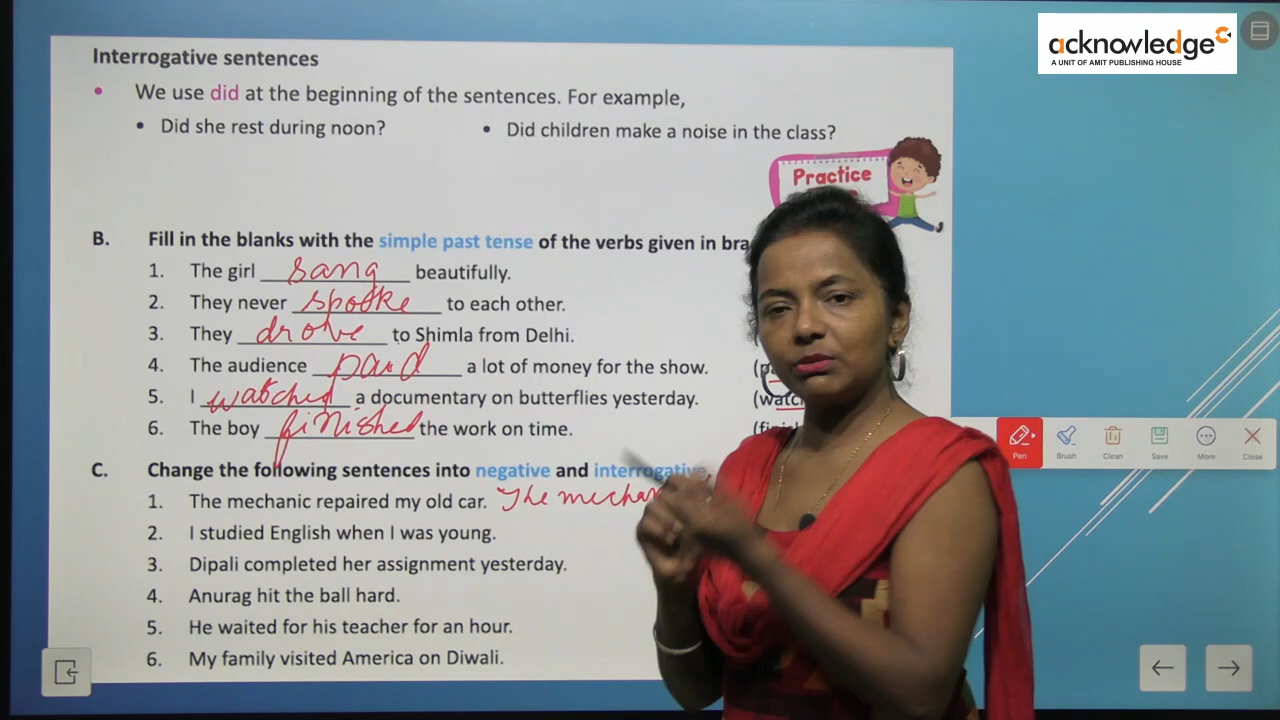 acknowledge
A UNIT OF AMIT PUBLISHING HOUSE
Interrogative sentences
• We use did at the beginning of the sentences. For example,
• Did she rest during noon? • Did children make a noise in the class?
Practice
B. Fill in the blanks with the simple past tense of the verbs given in
1. The girl sang beautifully.
2. They never spoke to each other.
3. They drove to Shimla from Delhi.
4. The audience paid a lot of money for the show.
5. I watched a documentary on butterflies yesterday.
6. The boy finished the work on time.
C. Change the following sentences into negative and interrogative.
1. The mechanic repaired my old car. The
2. I studied English when I was young.
3. Dipali completed her assignment yesterday.
4. Anurag hit the ball hard.
5. He waited for his teacher for an hour.
6. My family visited America on Diwali.
Pen Brush Clean Save More Close